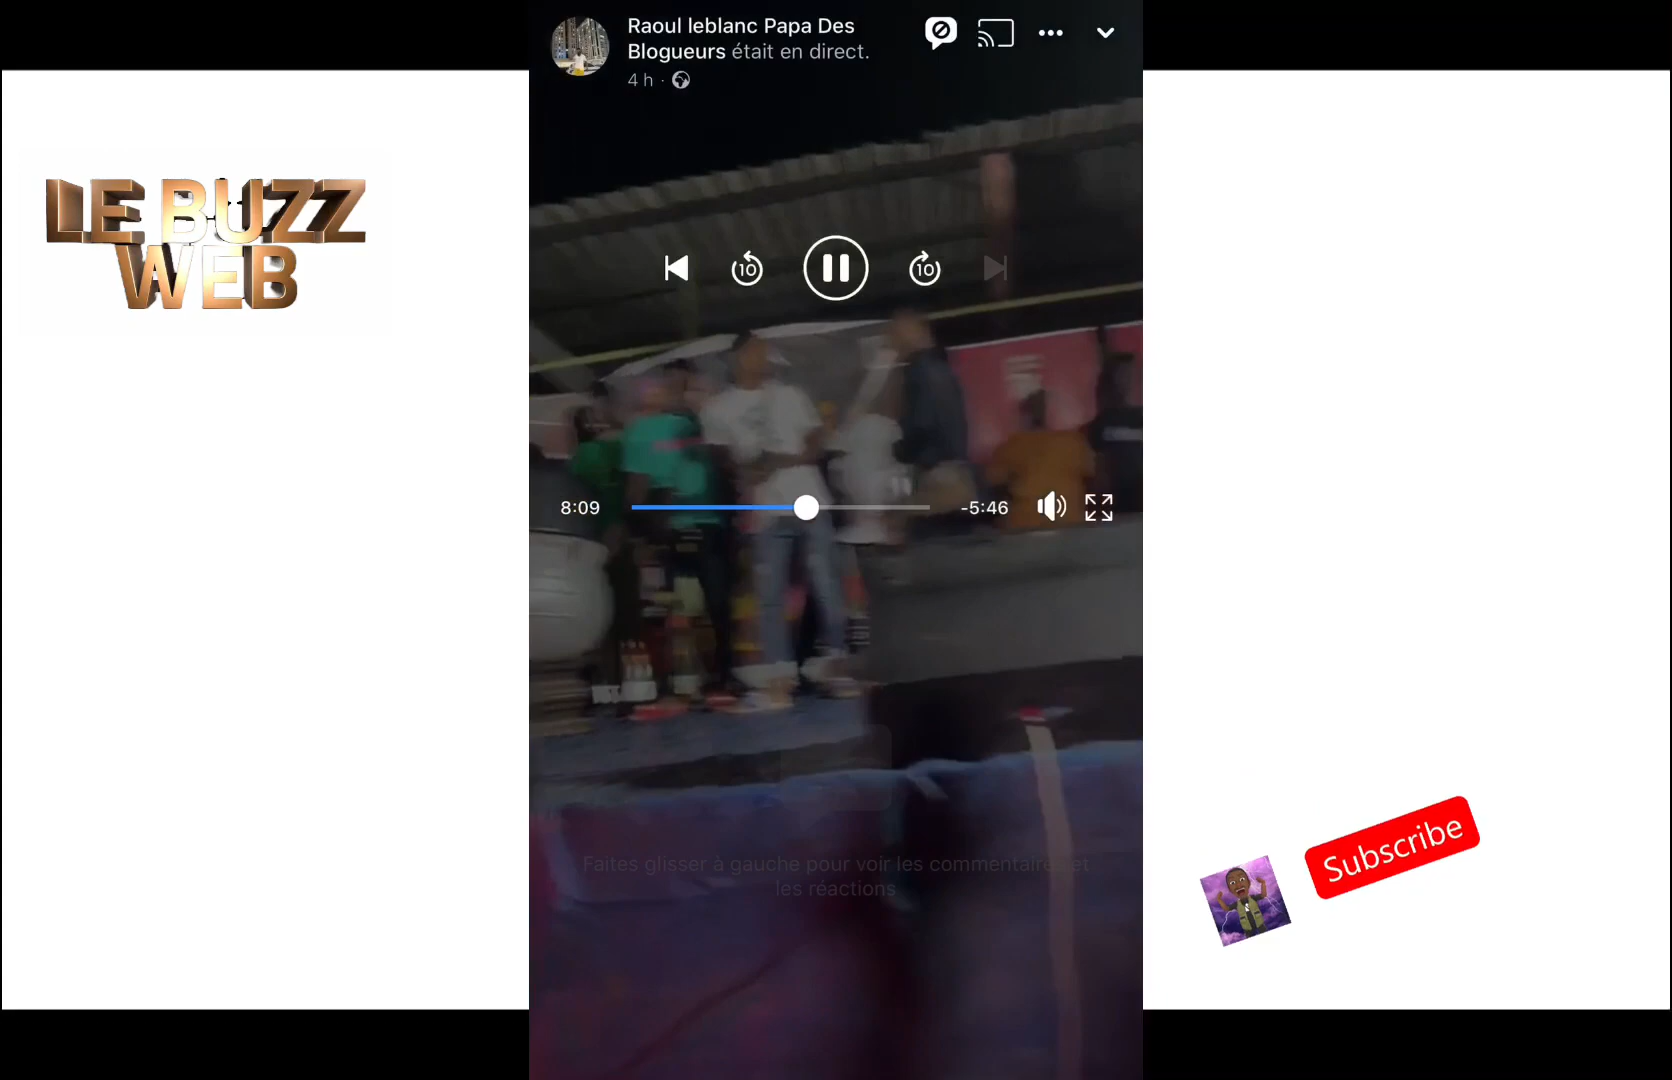 Raoul leblanc Papa Des
Blogueurs était en direct.
4 h ·
LE BUZZ
WEB
10
10
8:09
-5:46
Subscribe
Faites glisser à gauche pour voir les commentaires et
les réactions